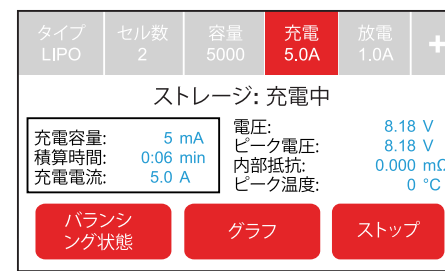 タイプ セル数 容量 充電 放電 +
LIPO 2 5000 5.0A 1.0A
ストレージ: 充電中
充電容量: 5 mA
積算時間: 0:06 min
充電電流: 5.0 A
電圧: 8.18 V
ピーク電圧: 8.18 V
内部抵抗: 0.000 mΩ
ピーク温度: 0 °C
バランシ
ング状態
グラフ
ストップ